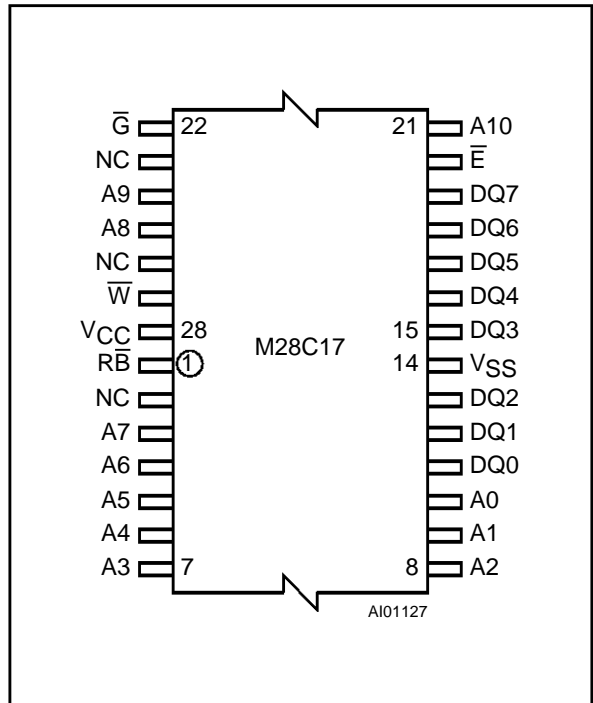 G̅ 22 21 A10
NC E̅
A9 DQ7
A8 DQ6
NC DQ5
W̅ DQ4
VCC 28 M28C17 15 DQ3
RB̅ 1 14 VSS
NC DQ2
A7 DQ1
A6 DQ0
A5 A0
A4 A1
A3 7 8 A2
AI01127